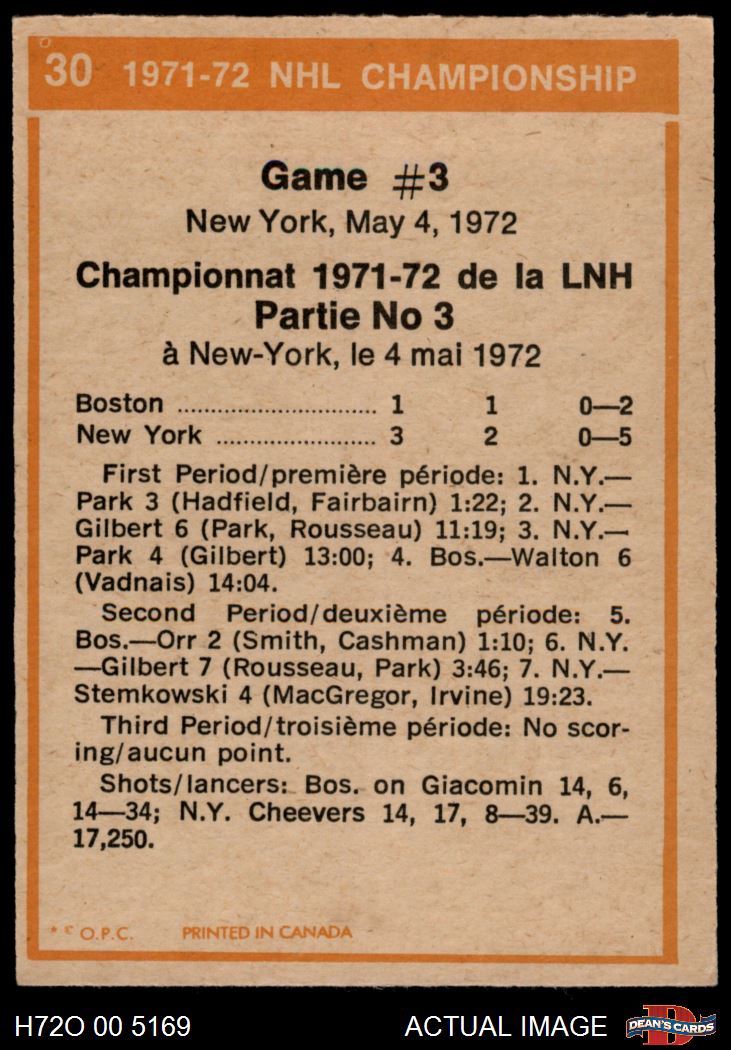 30 1971-72 NHL CHAMPIONSHIP
Game #3
New York, May 4, 1972
Championnat 1971-72 de la LNH
Partie No 3
à New-York, le 4 mai 1972
Boston ............................ 1 1 0—2
New York ....................... 3 2 0—5
First Period/première période: 1. N.Y.—
Park 3 (Hadfield, Fairbairn) 1:22; 2. N.Y.—
Gilbert 6 (Park, Rousseau) 11:19; 3. N.Y.—
Park 4 (Gilbert) 13:00; 4. Bos.—Walton 6
(Vadnais) 14:04.
Second Period/deuxième période: 5.
Bos.—Orr 2 (Smith, Cashman) 1:10; 6. N.Y.
—Gilbert 7 (Rousseau, Park) 3:46; 7. N.Y.—
Stemkowski 4 (MacGregor, Irvine) 19:23.
Third Period/troisième période: No scor-
ing/aucun point.
Shots/lancers: Bos. on Giacomin 14, 6,
14—34; N.Y. Cheevers 14, 17, 8—39. A.—
17,250.
* © O.P.C. PRINTED IN CANADA
H72O 00 5169 ACTUAL IMAGE D DEAN'S CARDS